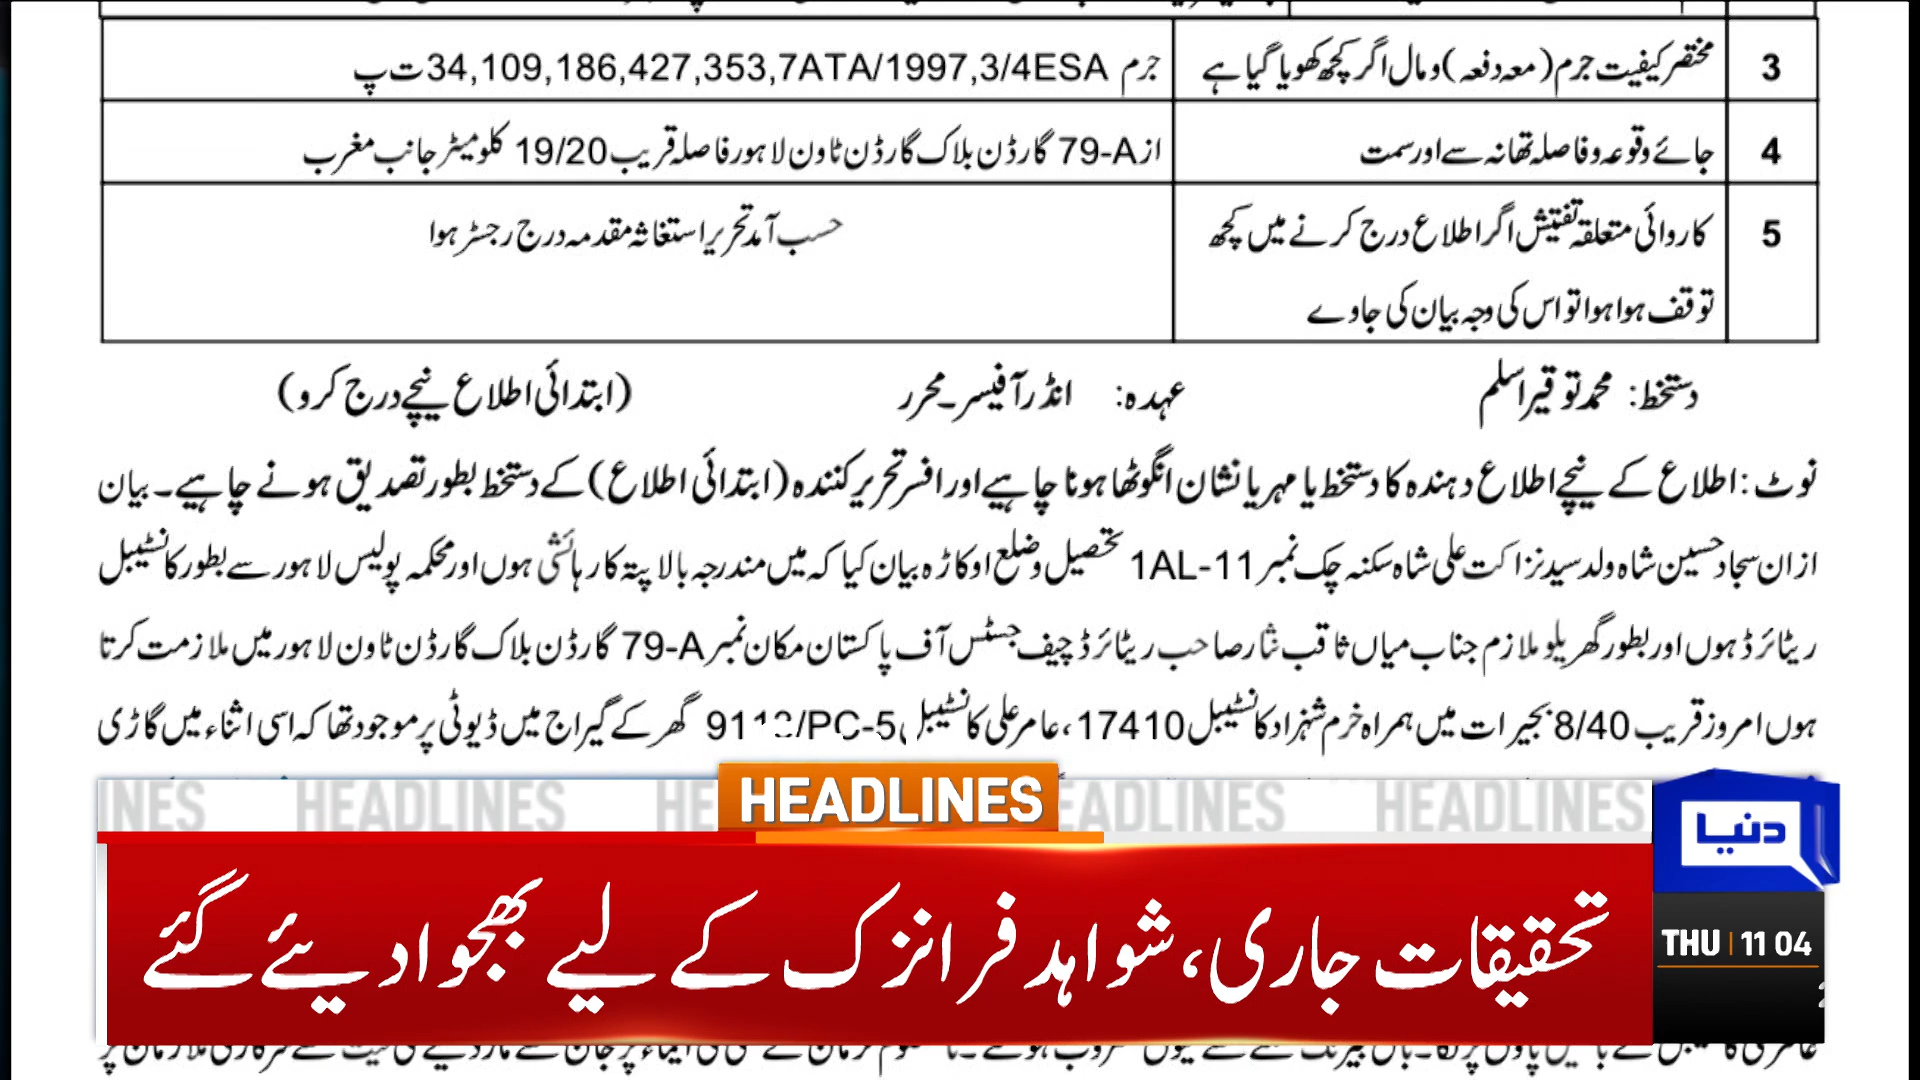 3 مختصر کیفیت جرم (معہ دفعہ) و مال اگر کچھ کھویا گیا ہے جرم 34,109,186,427,353,7ATA/1997,3/4ESA ت پ
4 جائے وقوعہ و فاصلہ تھانہ سے اور سمت از 79-A گارڈن بلاک گارڈن ٹاون لاہور فاصلہ قریب 19/20 کلومیٹر جانب مغرب
5 کاروائی متعلقہ تفتیش اگر اطلاع درج کرنے میں کچھ حسب آمد تحریر استغاثہ مقدمہ درج رجسٹر ہوا
توقف ہوا ہوا تو اس کی وجہ بیان کی جاوے
دستخط: محمد توقیر اسلم عہدہ: انڈر آفیسر۔محرر (ابتدائی اطلاع نیچے درج کرو)
نوٹ: اطلاع کے نیچے اطلاع دہندہ کا دستخط یا مہر یا نشان انگوٹھا ہونا چاہیے اور افسر تحریر کنندہ (ابتدائی اطلاع) کے دستخط بطور تصدیق ہونے چاہیے۔ بیان
ازان سجاد حسین شاہ ولد سید نزاکت علی شاہ سکنہ چک نمبر 1AL-11 تحصیل و ضلع اوکاڑہ بیان کیا کہ میں مندرجہ بالا پتہ کا رہائشی ہوں اور محکمہ پولیس لاہور سے بطور کانسٹیبل
ریٹائرڈ ہوں اور بطور گھریلو ملازم جناب میاں ثاقب نثار صاحب ریٹائرڈ چیف جسٹس آف پاکستان مکان نمبر 79-A گارڈن بلاک گارڈن ٹاون لاہور میں ملازمت کرتا
ہوں امروز قریب 8/40 بجے رات میں ہمراہ خرم شہزاد کانسٹیبل 17410، عامر علی کانسٹیبل PC-5/ گھر کے گیراج میں ڈیوٹی پر موجود تھا کہ اسی اثناء میں گاڑی
HEADLINES
HEADLINES
HEADLINES
HEADLINES
دنیا
تحقیقات جاری، شواہد فرانزک کے لیے بھجوا دیئے گئے
THU 11 04